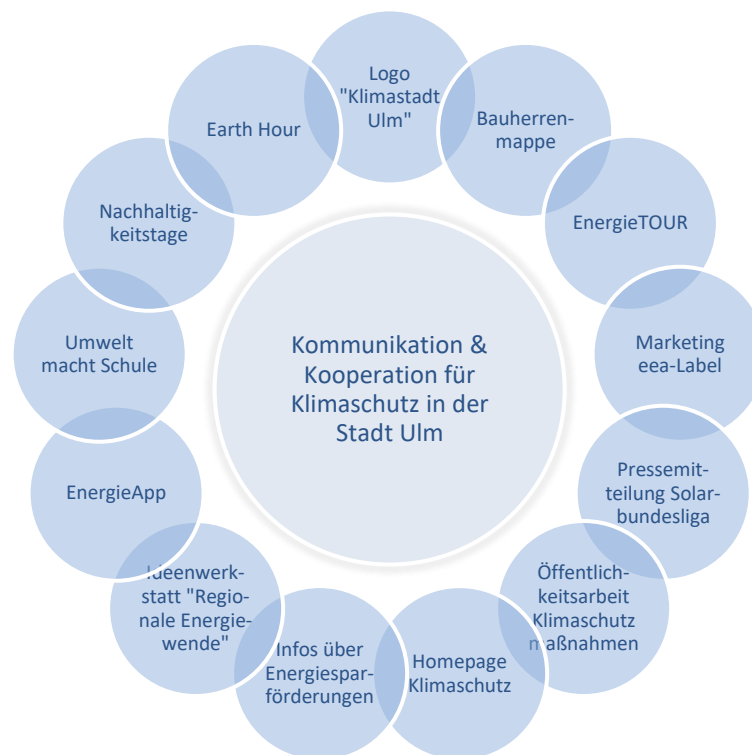 Logo
"Klimastadt
Ulm"
Bauherren-
mappe
EnergieTOUR
Marketing
eea-Label
Pressemit-
teilung Solar-
bundesliga
Öffentlich-
keitsarbeit
Klimaschutz
maßnahmen
Homepage
Klimaschutz
Infos über
Energiespar-
förderungen
Ideenwerk-
statt "Regio-
nale Energie-
wende"
EnergieApp
Umwelt
macht Schule
Nachhaltig-
keitstage
Earth Hour
Kommunikation &
Kooperation für
Klimaschutz in der
Stadt Ulm